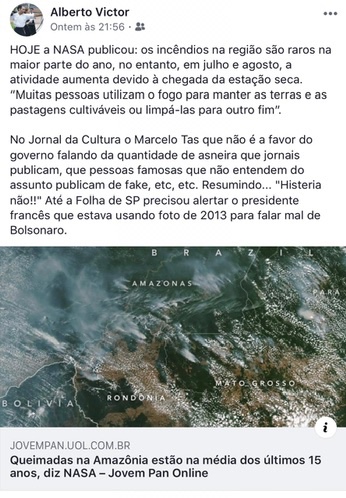 Alberto Victor
Ontem às 21:56 ·
HOJE a NASA publicou: os incêndios na região são raros na
maior parte do ano, no entanto, em julho e agosto, a
atividade aumenta devido à chegada da estação seca.
“Muitas pessoas utilizam o fogo para manter as terras e as
pastagens cultiváveis ou limpá-las para outro fim”.
No Jornal da Cultura o Marcelo Tas que não é a favor do
governo falando da quantidade de asneira que jornais
publicam, que pessoas famosas que não entendem do
assunto publicam de fake, etc, etc. Resumindo... "Histeria
não!!" Até a Folha de SP precisou alertar o presidente
francês que estava usando foto de 2013 para falar mal de
Bolsonaro.
BRAZIL
AMAZONAS
PARÁ
MATO GROSSO
RONDÔNIA
BOLIVIA
JOVEMPAN.UOL.COM.BR
Queimadas na Amazônia estão na média dos últimos 15
anos, diz NASA – Jovem Pan Online